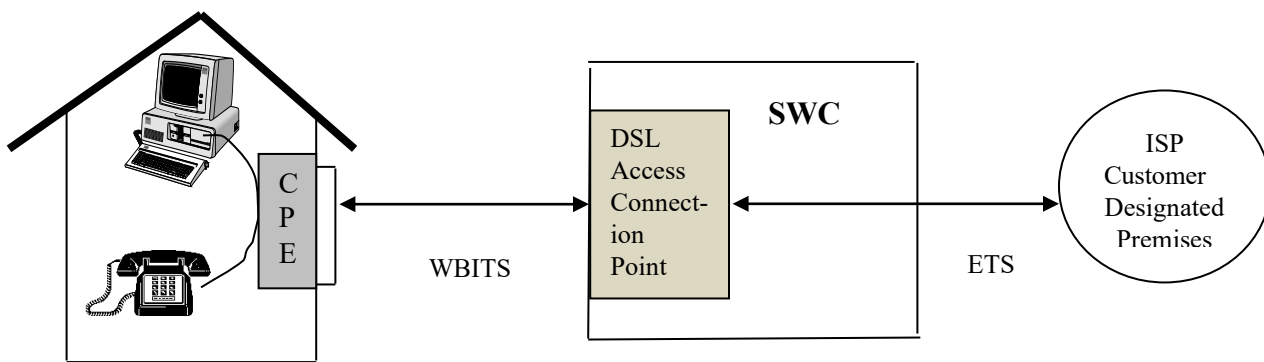 C
P
E
WBITS
DSL
Access
Connect-
ion
Point
SWC
ETS
ISP
Customer
Designated
Premises